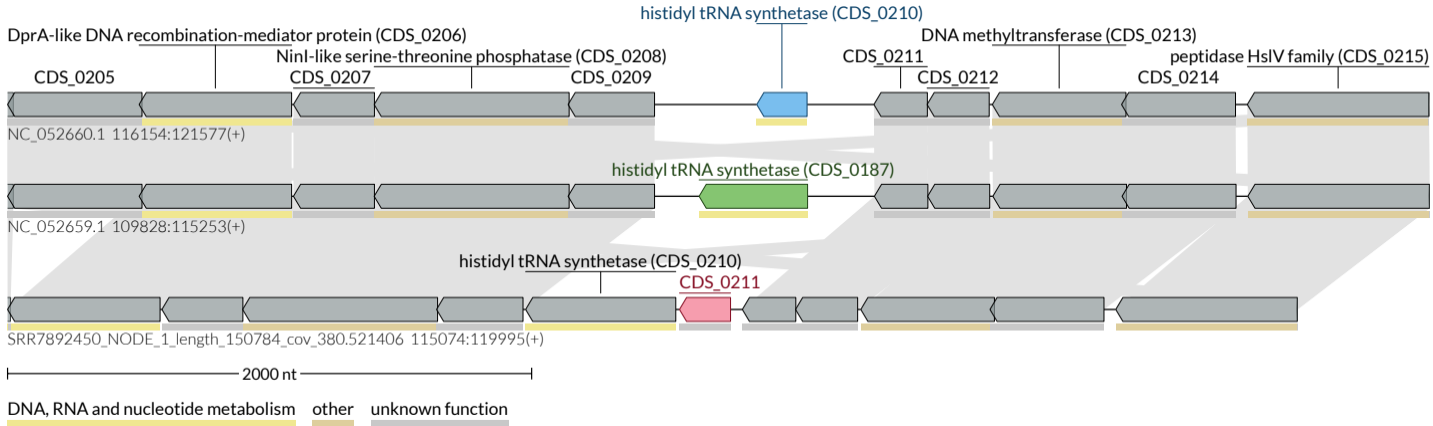 histidyl tRNA synthetase (CDS_0210)
DprA-like DNA recombination-mediator protein (CDS_0206)
DNA methyltransferase (CDS_0213)
NinI-like serine-threonine phosphatase (CDS_0208)
CDS_0211
peptidase HslV family (CDS_0215)
CDS_0205
CDS_0207
CDS_0209
CDS_0212
CDS_0214
NC_052660.1 116154:121577(+)
histidyl tRNA synthetase (CDS_0187)
NC_052659.1 109828:115253(+)
histidyl tRNA synthetase (CDS_0210)
CDS_0211
SRR7892450_NODE_1_length_150784_cov_380.521406 115074:119995(+)
2000 nt
DNA, RNA and nucleotide metabolism
other
unknown function